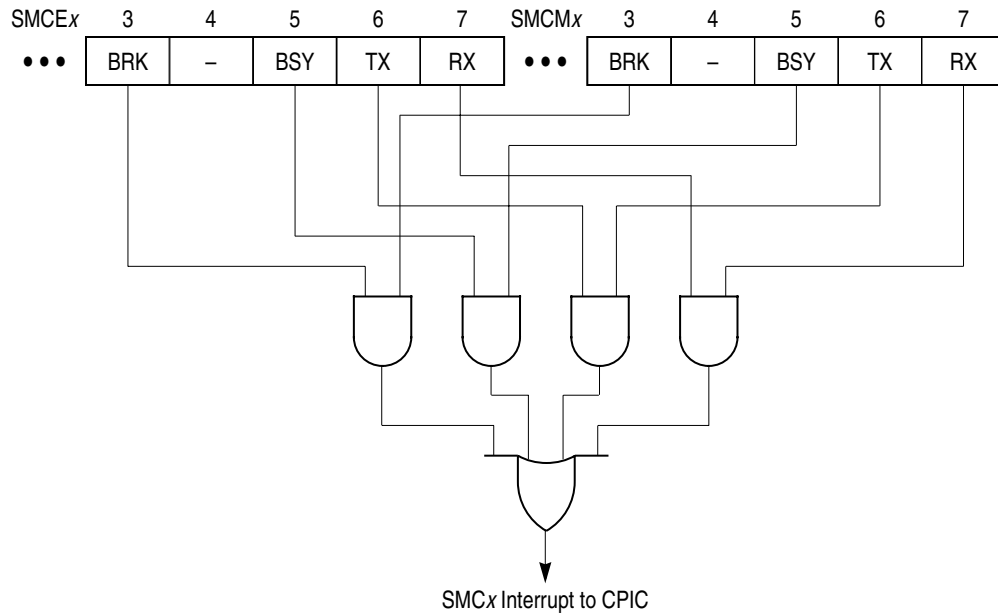 SMCEx 3 4 5 6 7 SMCMx 3 4 5 6 7
••• BRK – BSY TX RX ••• BRK – BSY TX RX
SMCx Interrupt to CPIC